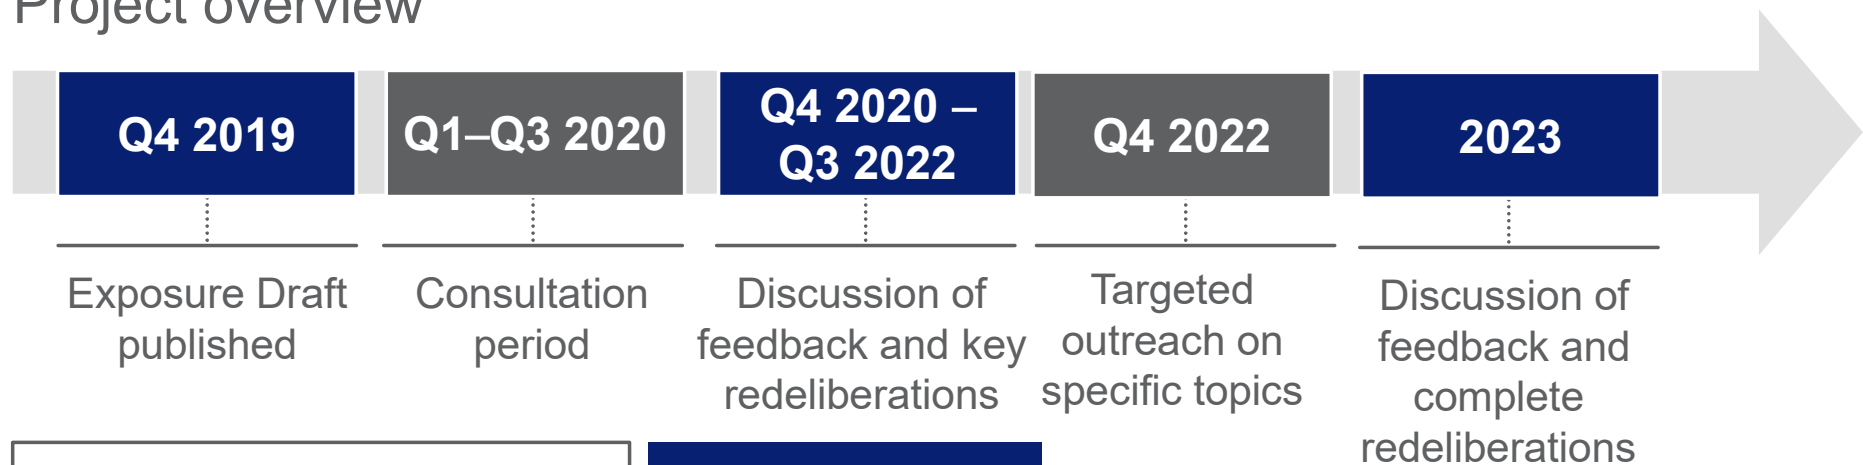 Project overview
Q4 2019
Q1–Q3 2020
Q4 2020 –
Q3 2022
Q4 2022
2023
Exposure Draft
published
Consultation
period
Discussion of
feedback and key
redeliberations
Targeted
outreach on
specific topics
Discussion of
feedback and
complete
redeliberations